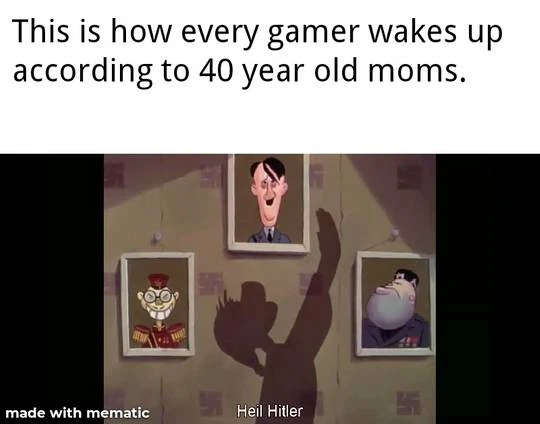 This is how every gamer wakes up
according to 40 year old moms.
Heil Hitler
made with mematic